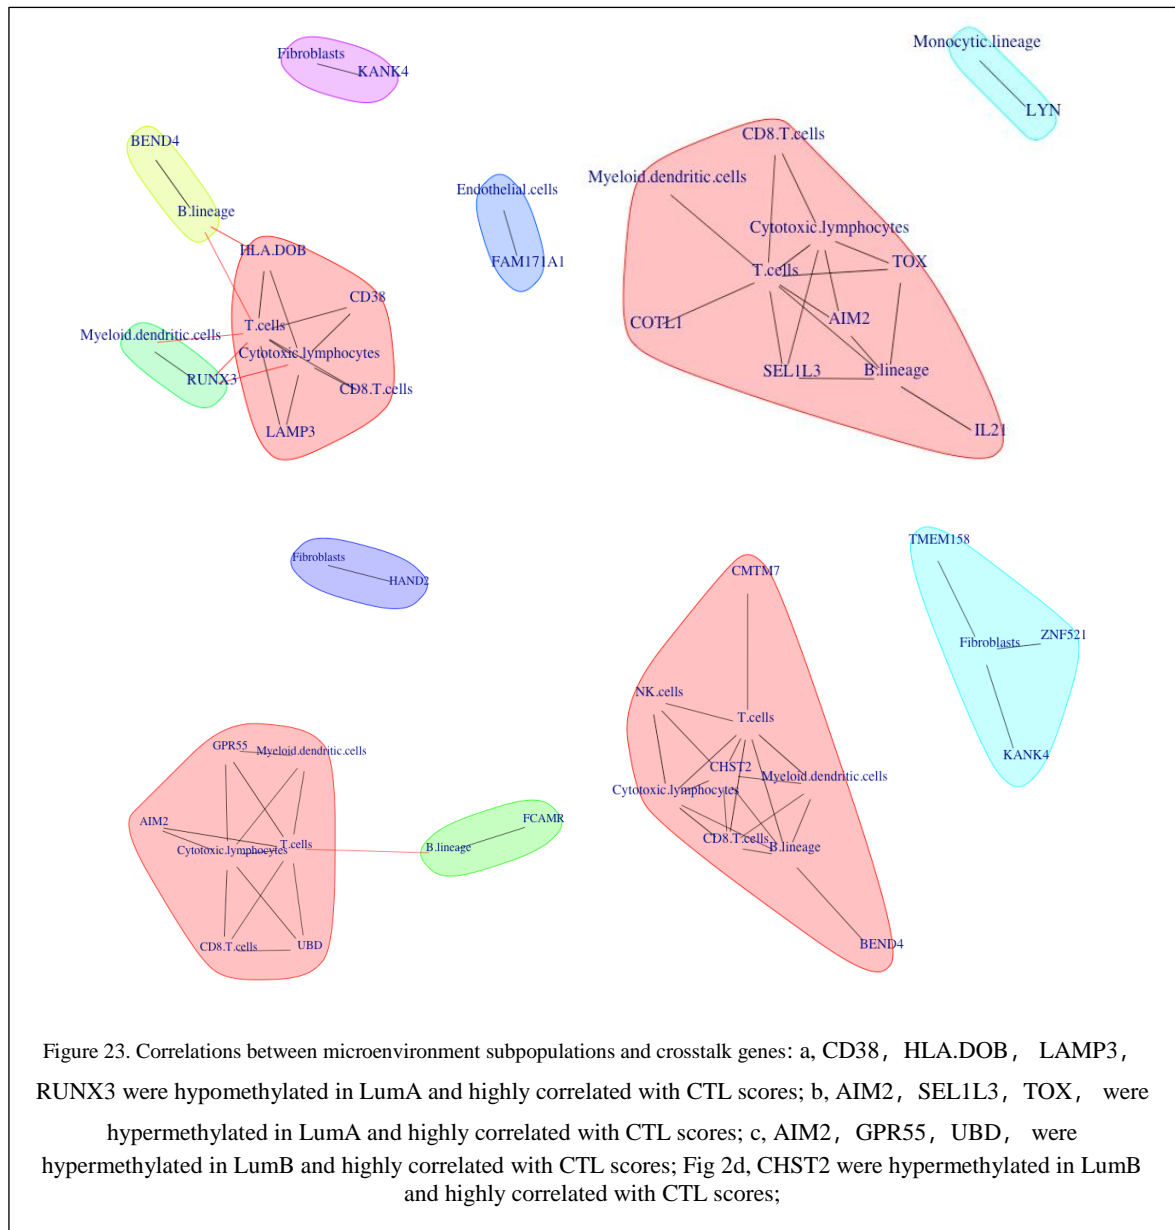 Fibroblasts
KANK4
BEND4
B.lineage
HLA.DOB
CD38
T.cells
Myeloid.dendritic.cells
Cytotoxic.lymphocytes
RUNX3
CD8.T.cells
LAMP3
Endothelial.cells
FAM171A1
Monocytic.lineage
LYN
CD8.T.cells
Myeloid.dendritic.cells
Cytotoxic.lymphocytes
T.cells
TOX
COTL1
AIM2
SEL1L3
B.lineage
IL21
Fibroblasts
HAND2
GPR55
Myeloid.dendritic.cells
AIM2
Cytotoxic.lymphocytes
T.cells
CD8.T.cells
UBD
FCAMR
B.lineage
CMTM7
NK.cells
T.cells
CHST2
Myeloid.dendritic.cells
Cytotoxic.lymphocytes
CD8.T.cells
B.lineage
BEND4
TMEM158
Fibroblasts
ZNF521
KANK4
Figure 23. Correlations between microenvironment subpopulations and crosstalk genes: a, CD38， HLA.DOB， LAMP3，
RUNX3 were hypomethylated in LumA and highly correlated with CTL scores; b, AIM2， SEL1L3， TOX， were
hypermethylated in LumA and highly correlated with CTL scores; c, AIM2， GPR55， UBD， were
hypermethylated in LumB and highly correlated with CTL scores; Fig 2d, CHST2 were hypermethylated in LumB
and highly correlated with CTL scores;